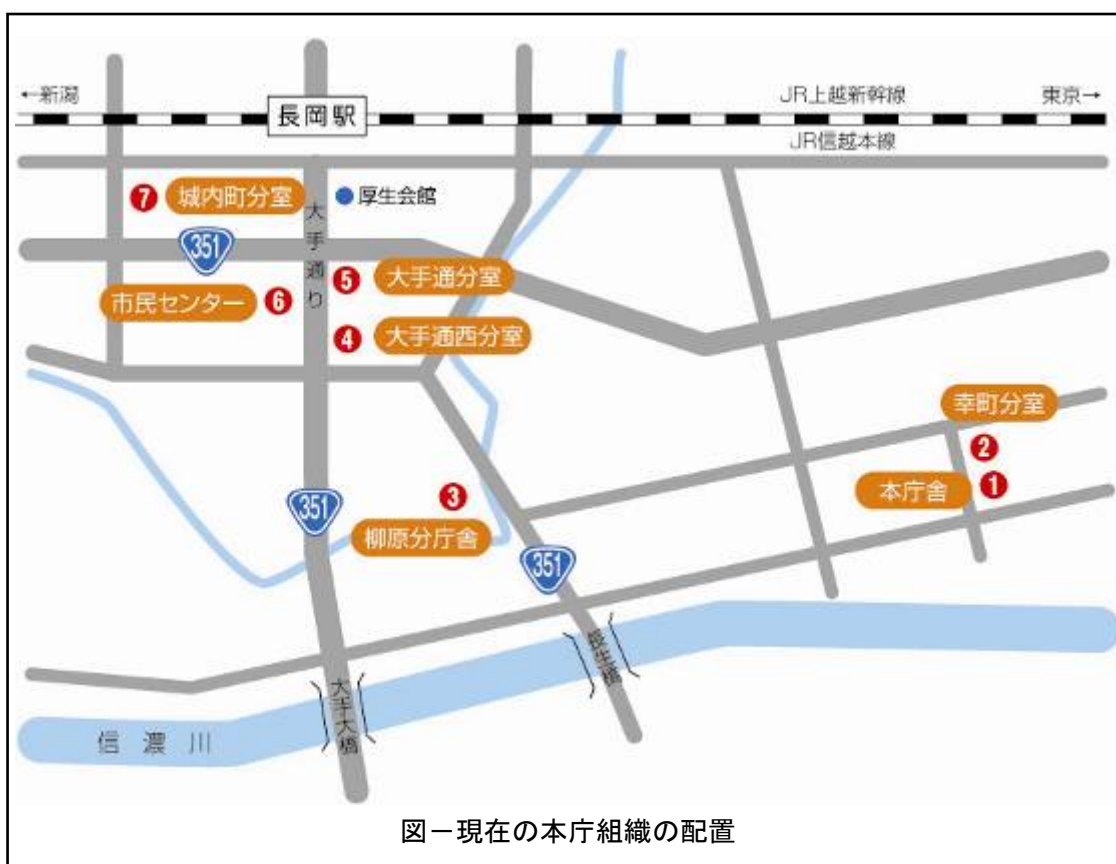 ←新潟
JR上越新幹線
東京→
長岡駅
JR信越本線
7
城内町分室
厚生会館
大手通り
351
5
大手通分室
市民センター
6
4
大手通西分室
幸町分室
2
本庁舎
1
3
351
柳原分庁舎
351
長生橋
大手大橋
信濃川
図－現在の本庁組織の配置